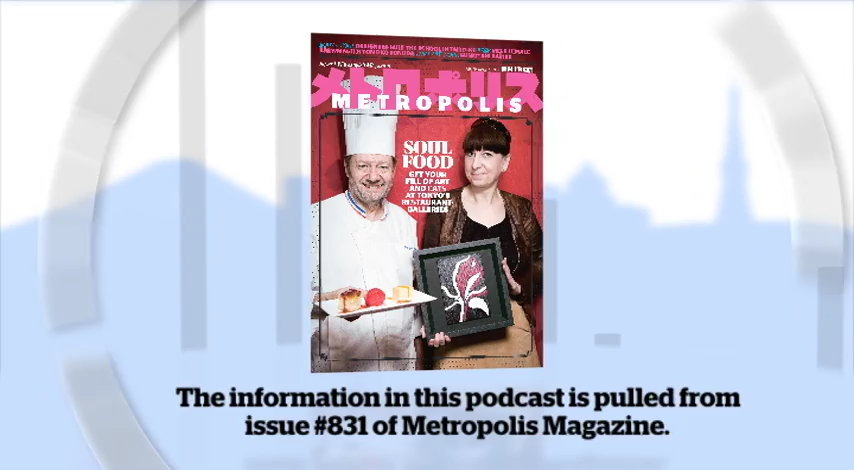 メトロポリス
METROPOLIS
SOUL
FOOD
GET YOUR
FILL OF ART
AND EATS
AT TOKYO'S
RESTAURANT-
GALLERIES
The information in this podcast is pulled from
issue #831 of Metropolis Magazine.